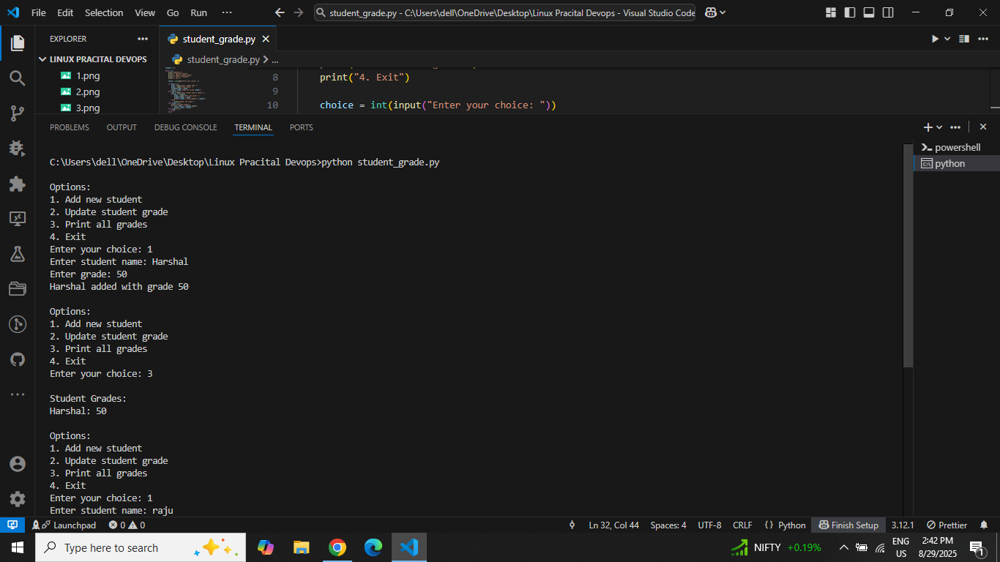 File Edit Selection View Go Run ···
student_grade.py - C:\Users\dell\OneDrive\Desktop\Linux Pracital Devops - Visual Studio Code
EXPLORER
LINUX PRACITAL DEVOPS
1.png
2.png
3.png
student_grade.py
student_grade.py > ...
8 print("4. Exit")
9
10 choice = int(input("Enter your choice: "))
PROBLEMS OUTPUT DEBUG CONSOLE TERMINAL PORTS
powershell
python
C:\Users\dell\OneDrive\Desktop\Linux Pracital Devops>python student_grade.py
Options:
1. Add new student
2. Update student grade
3. Print all grades
4. Exit
Enter your choice: 1
Enter student name: Harshal
Enter grade: 50
Harshal added with grade 50
Options:
1. Add new student
2. Update student grade
3. Print all grades
4. Exit
Enter your choice: 3
Student Grades:
Harshal: 50
Options:
1. Add new student
2. Update student grade
3. Print all grades
4. Exit
Enter your choice: 1
Enter student name: raju
Launchpad 0 0 Ln 32, Col 44 Spaces: 4 UTF-8 CRLF {} Python Finish Setup 3.12.1 Prettier
Type here to search
NIFTY +0.19%
ENG
US
2:42 PM
8/29/2025
1